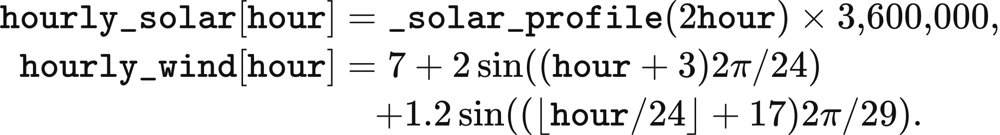 hourly_solar[hour] = _solar_profile(2hour) × 3,600,000,
hourly_wind[hour] = 7 + 2 sin((hour + 3)2π/24)
+1.2 sin((⌊hour/24⌋ + 17)2π/29).